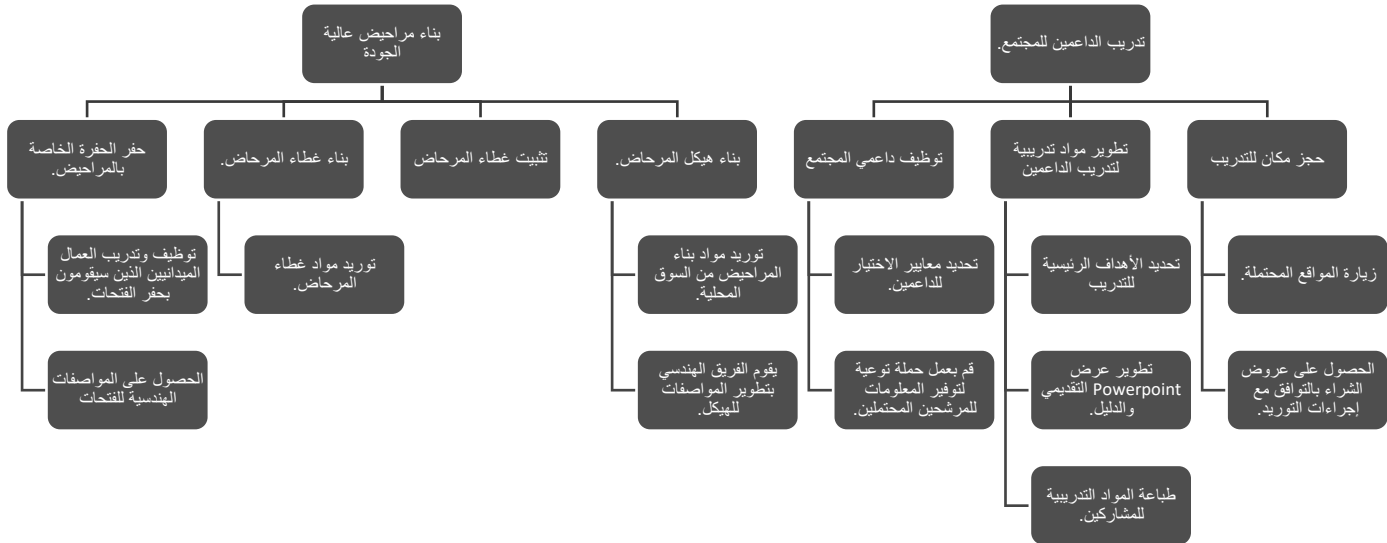 تدريب الداعمين للمجتمع.
بناء مراحيض عالية
الجودة
حجز مكان للتدريب
تطوير مواد تدريبية
لتدريب الداعمين
توظيف داعمي المجتمع
بناء هيكل المرحاض.
تثبيت غطاء المرحاض
بناء غطاء المرحاض.
حفر الحفرة الخاصة
بالمراحيض.
زيارة المواقع المحتملة.
تحديد الأهداف الرئيسية
للتدريب
تحديد معايير الاختيار
للداعمين.
توريد مواد بناء
المراحيض من السوق
المحلية.
توريد مواد غطاء
المرحاض.
توظيف وتدريب العمال
الميدانيين الذين سيقومون
بحفر الفتحات.
الحصول على عروض
الشراء بالتوافق مع
إجراءات التوريد.
تطوير عرض
Powerpoint التقديمي
والدليل.
قم بعمل حملة توعية
لتوفير المعلومات
للمرشحين المحتملين.
يقوم الفريق الهندسي
بتطوير المواصفات
للهيكل.
الحصول على المواصفات
الهندسية للفتحات
طباعة المواد التدريبية
للمشاركين.